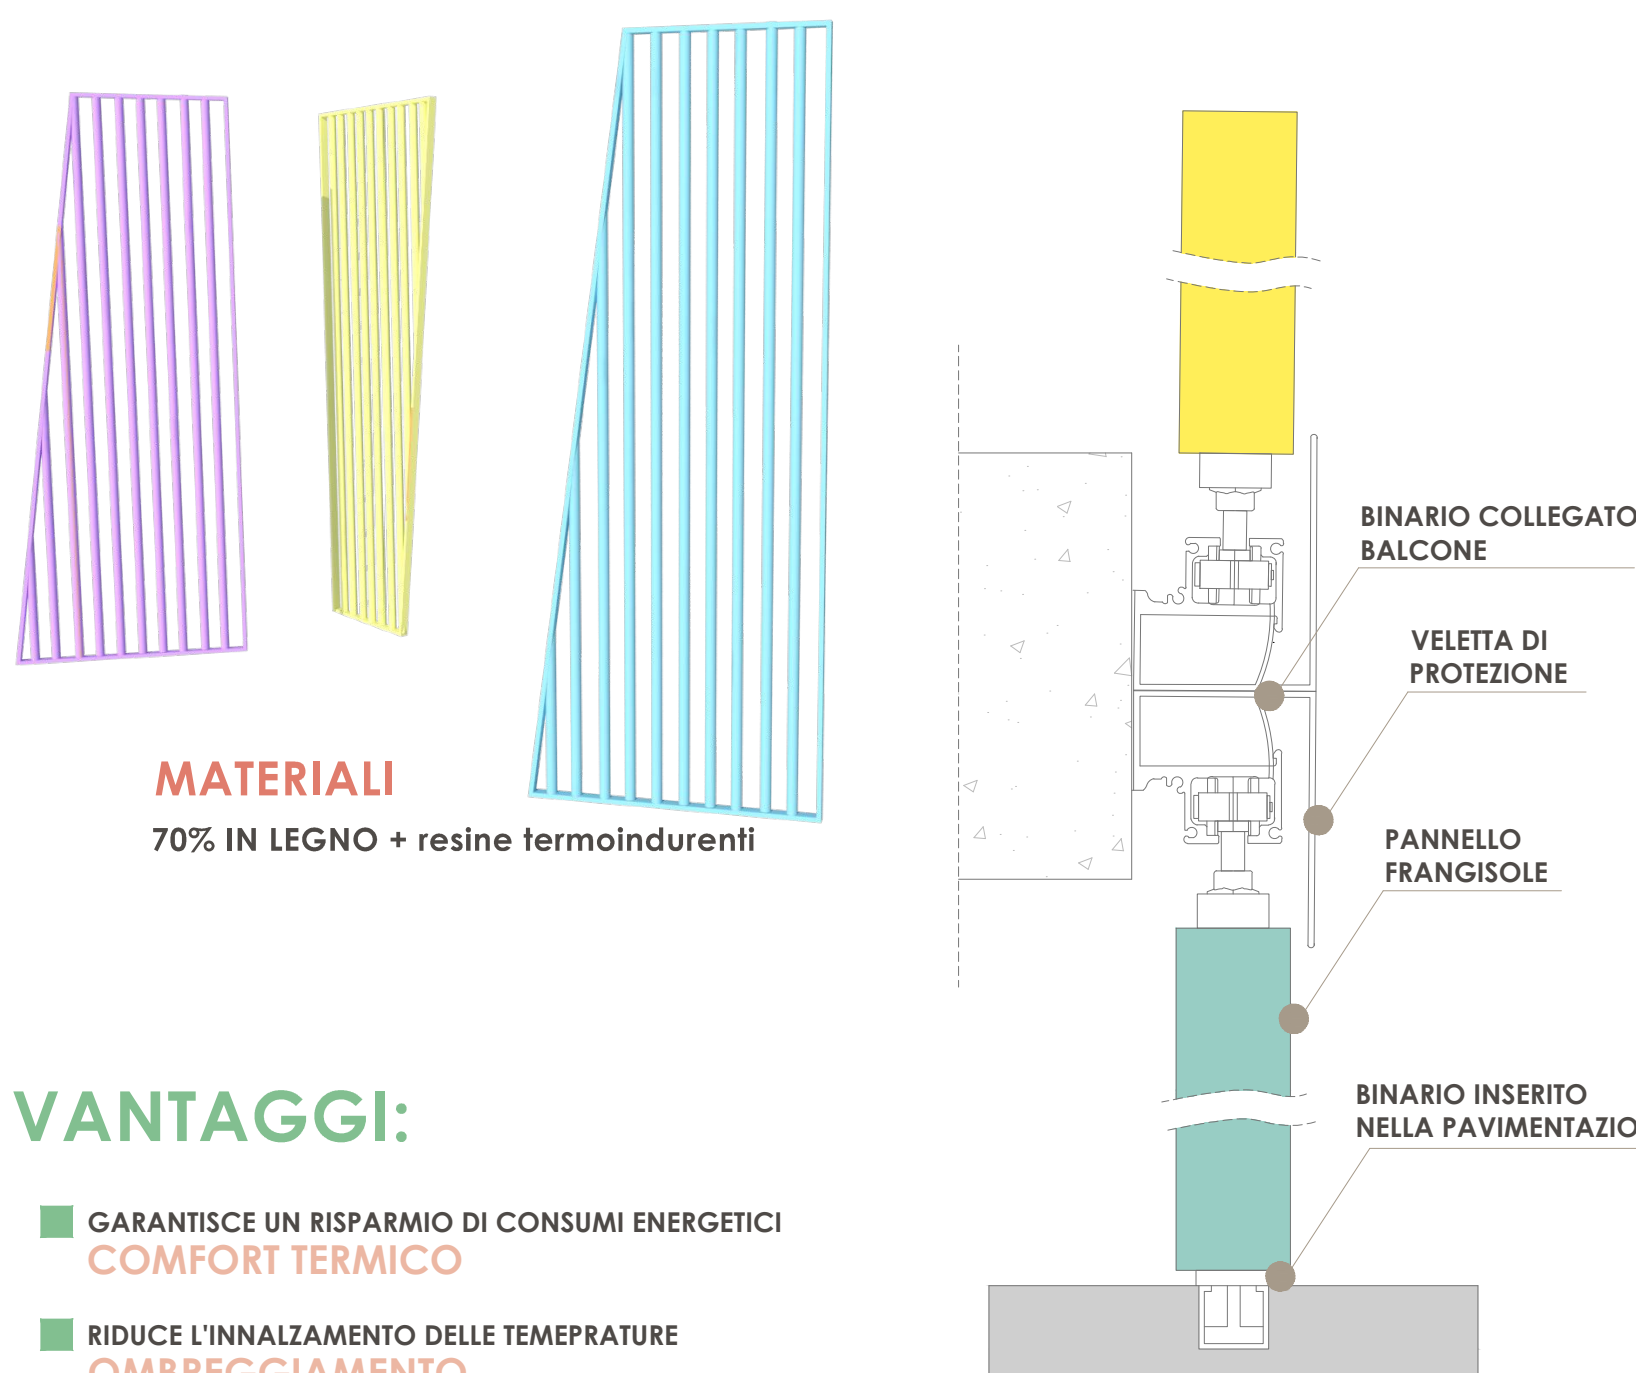 MATERIALI
70% IN LEGNO + resine termoindurenti
VANTAGGI:
GARANTISCE UN RISPARMIO DI CONSUMI ENERGETICI
COMFORT TERMICO
RIDUCE L'INNALZAMENTO DELLE TEMEPRATURE
OMBREGGIAMENTO
BINARIO COLLEGATO
BALCONE
VELETTA DI
PROTEZIONE
PANNELLO
FRANGISOLE
BINARIO INSERITO
NELLA PAVIMENTAZIO